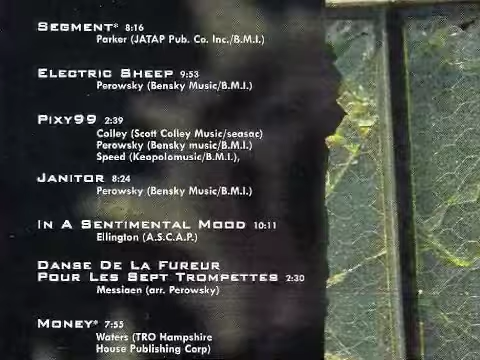 SEGMENT* 8:16
Parker (JATAP Pub. Co. Inc./B.M.I.)
ELECTRIC SHEEP 9:53
Perowsky (Bensky Music/B.M.I.)
PIXY99 2:39
Colley (Scott Colley Music/seasac)
Perowsky (Bensky music/B.M.I.)
Speed (Keopolomusic/B.M.I.),
JANITOR 8:24
Perowsky (Bensky Music/B.M.I.)
IN A SENTIMENTAL MOOD 10:11
Ellington (A.S.C.A.P.)
DANSE DE LA FUREUR
POUR LES SEPT TROMPETTES 2:30
Messiaen (arr. Perowsky)
MONEY* 7:55
Waters (TRO Hampshire
House Publishing Corp)